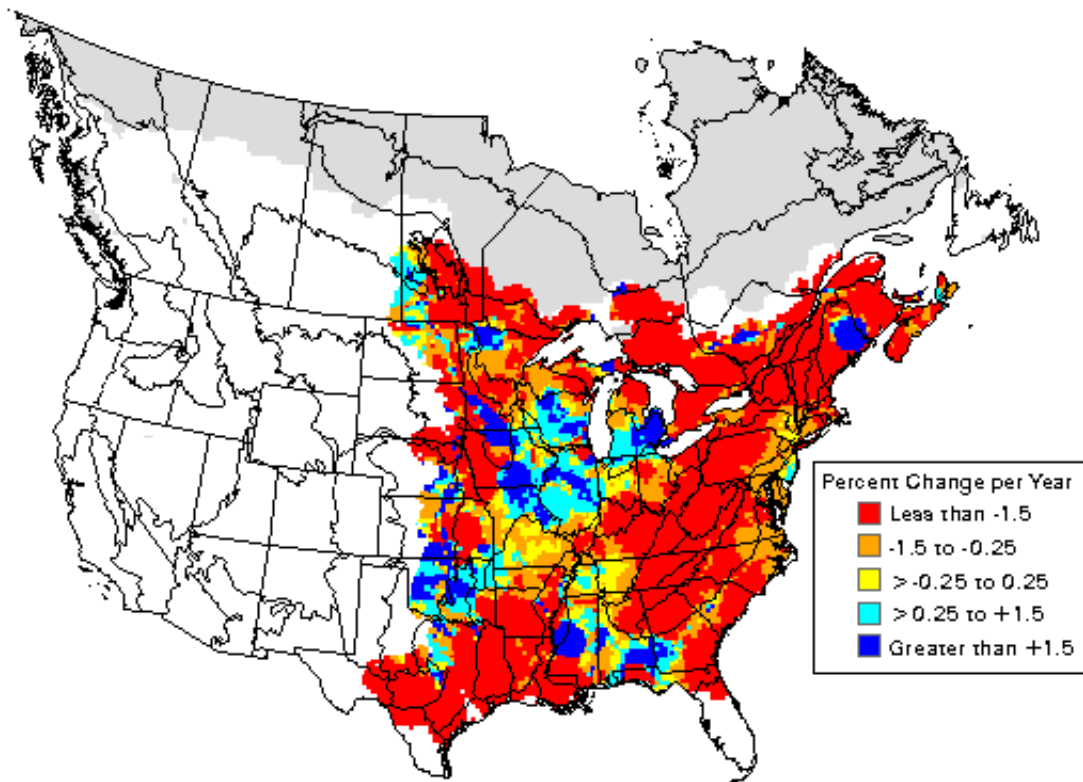 Percent Change per Year
Less than -1.5
-1.5 to -0.25
> -0.25 to 0.25
> 0.25 to +1.5
Greater than +1.5